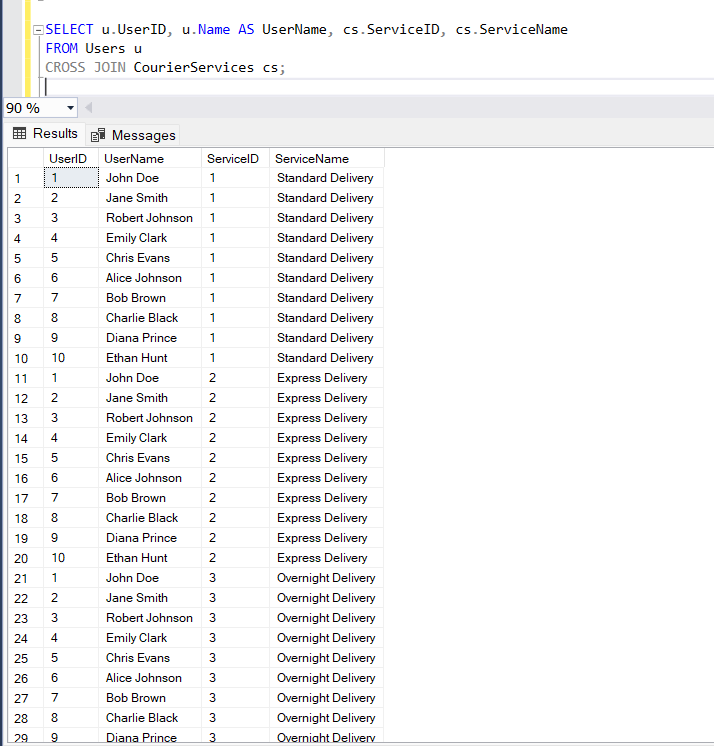 SELECT u.UserID, u.Name AS UserName, cs.ServiceID, cs.ServiceName
FROM Users u
CROSS JOIN CourierServices cs;
90 %
Results Messages
UserID UserName ServiceID ServiceName
1 1 John Doe 1 Standard Delivery
2 2 Jane Smith 1 Standard Delivery
3 3 Robert Johnson 1 Standard Delivery
4 4 Emily Clark 1 Standard Delivery
5 5 Chris Evans 1 Standard Delivery
6 6 Alice Johnson 1 Standard Delivery
7 7 Bob Brown 1 Standard Delivery
8 8 Charlie Black 1 Standard Delivery
9 9 Diana Prince 1 Standard Delivery
10 10 Ethan Hunt 1 Standard Delivery
11 1 John Doe 2 Express Delivery
12 2 Jane Smith 2 Express Delivery
13 3 Robert Johnson 2 Express Delivery
14 4 Emily Clark 2 Express Delivery
15 5 Chris Evans 2 Express Delivery
16 6 Alice Johnson 2 Express Delivery
17 7 Bob Brown 2 Express Delivery
18 8 Charlie Black 2 Express Delivery
19 9 Diana Prince 2 Express Delivery
20 10 Ethan Hunt 2 Express Delivery
21 1 John Doe 3 Overnight Delivery
22 2 Jane Smith 3 Overnight Delivery
23 3 Robert Johnson 3 Overnight Delivery
24 4 Emily Clark 3 Overnight Delivery
25 5 Chris Evans 3 Overnight Delivery
26 6 Alice Johnson 3 Overnight Delivery
27 7 Bob Brown 3 Overnight Delivery
28 8 Charlie Black 3 Overnight Delivery
29 9 Diana Prince 3 Overnight Delivery